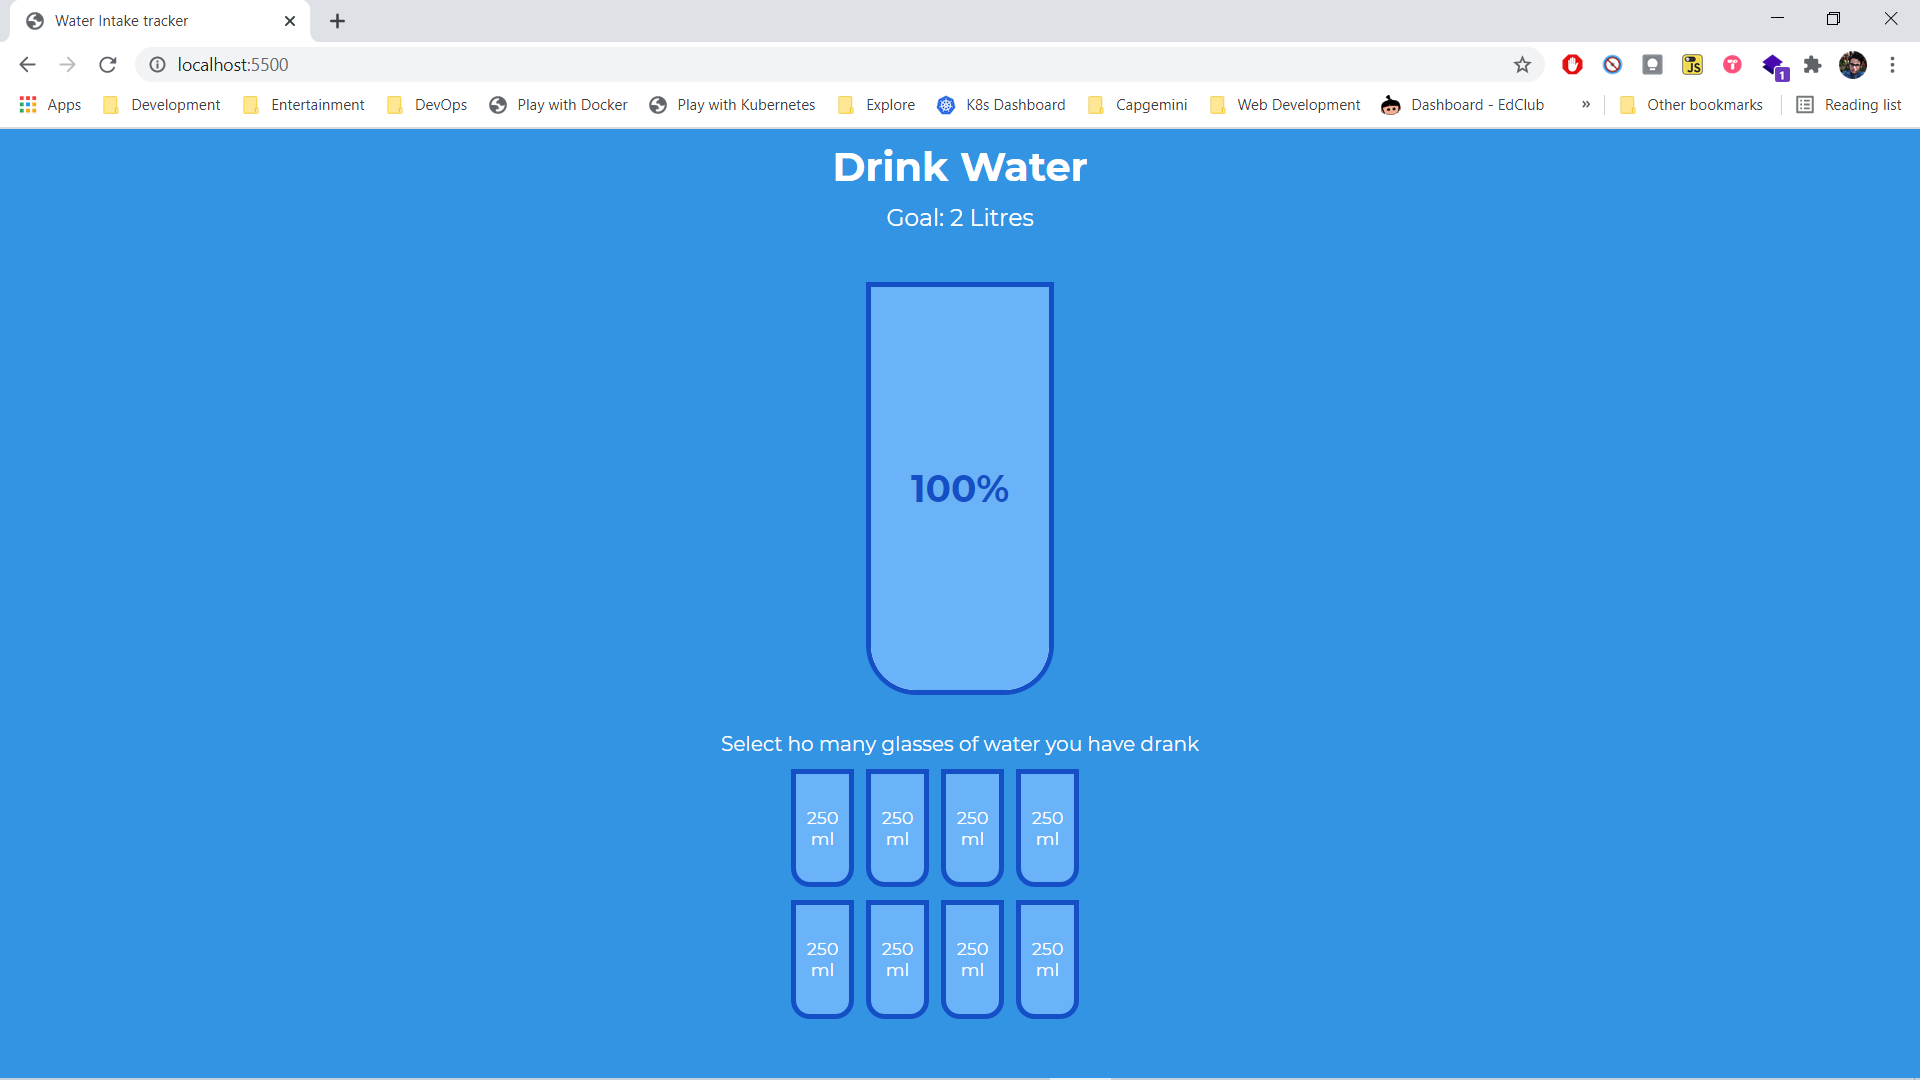 Water Intake tracker
localhost:5500
Apps Development Entertainment DevOps Play with Docker Play with Kubernetes Explore K8s Dashboard Capgemini Web Development Dashboard - EdClub » Other bookmarks Reading list
JS
1
Drink Water
Goal: 2 Litres
100%
Select ho many glasses of water you have drank
250 250 250 250
ml ml ml ml
250 250 250 250
ml ml ml ml